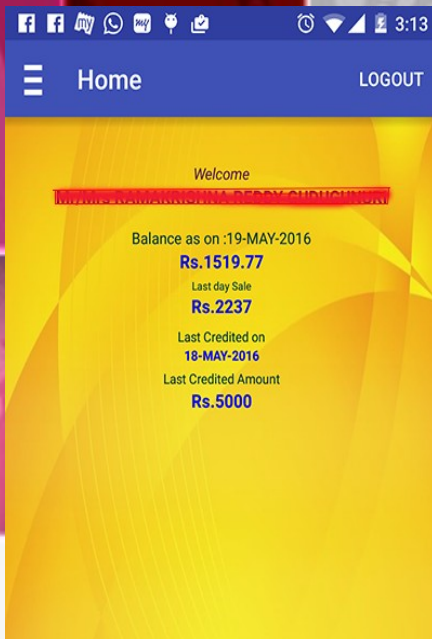 3:13
Home LOGOUT
Welcome
Balance as on :19-MAY-2016
Rs.1519.77
Last day Sale
Rs.2237
Last Credited on
18-MAY-2016
Last Credited Amount
Rs.5000